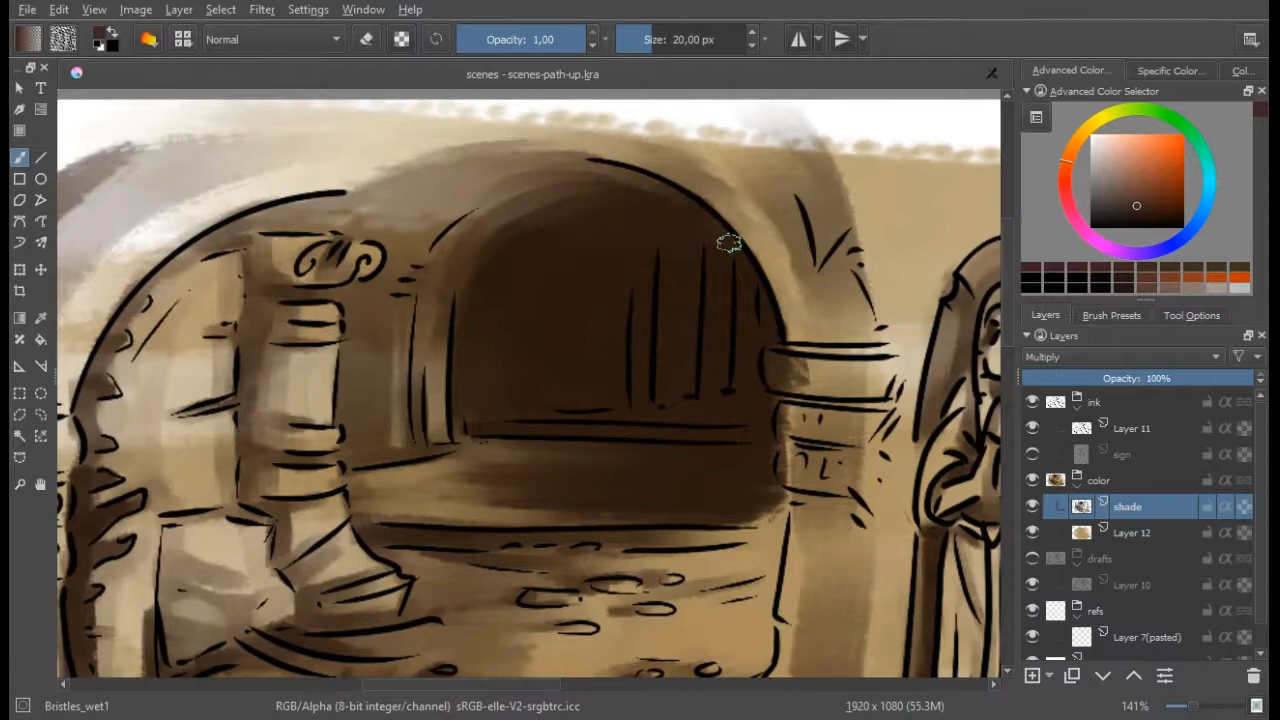 File Edit View Image Layer Select Filter Settings Window Help
Normal Opacity: 1,00 Size: 20,00 px
scenes - scenes-path-up.kra
Advanced Color... Specific Color... Col...
Advanced Color Selector
Layers Brush Presets Tool Options
Layers
Multiply
Opacity: 100%
ink
Layer 11
sign
color
shade
Layer 12
drafts
Layer 10
refs
Layer 7(pasted)
Bristles_wet1 RGB/Alpha (8-bit integer/channel) sRGB-elle-V2-srgbtrc.icc 1920 x 1080 (55.3M) 141%